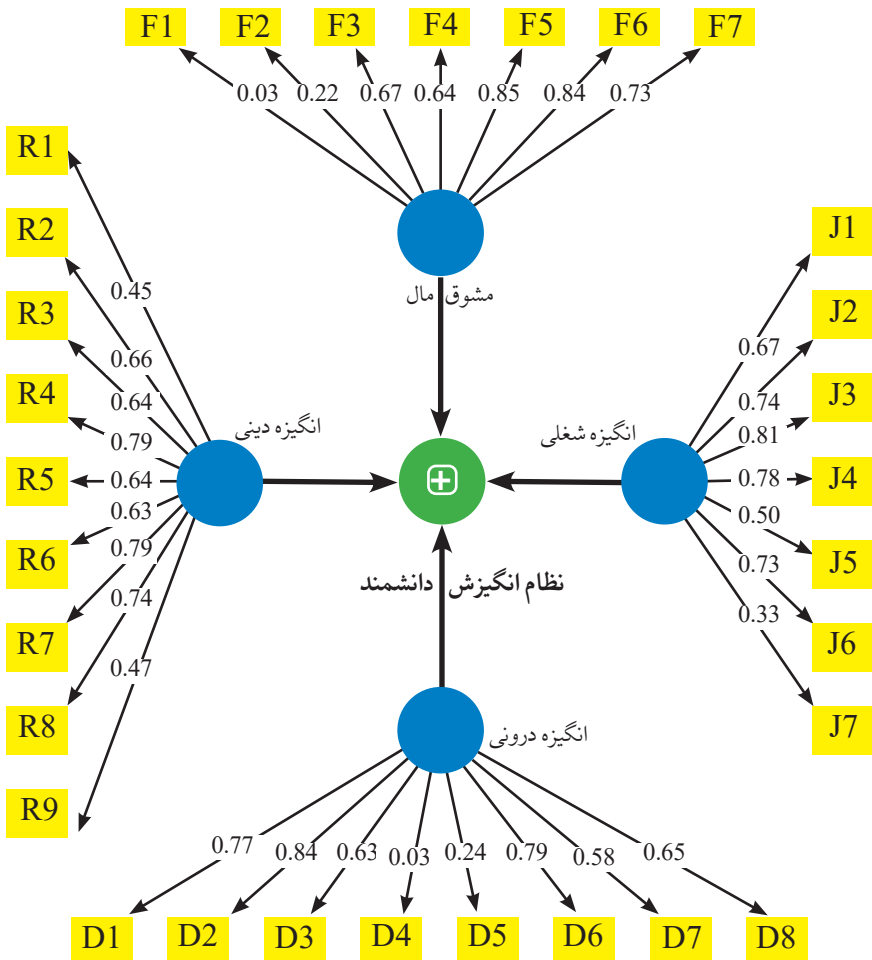 F1 F2 F3 F4 F5 F6 F7
0.03 0.22 0.67 0.64 0.85 0.84 0.73
مشوق مال
R1
R2
R3
R4
R5
R6
R7
R8
R9
0.45
0.66
0.64
0.79
0.64
0.63
0.79
0.74
0.47
انگیزه دینی
انگیزه شغلی
J1
J2
J3
J4
J5
J6
J7
0.67
0.74
0.81
0.78
0.50
0.73
0.33
نظام انگیزش دانشمند
انگیزه درونی
0.77 0.84 0.63 0.03 0.24 0.79 0.58 0.65
D1 D2 D3 D4 D5 D6 D7 D8